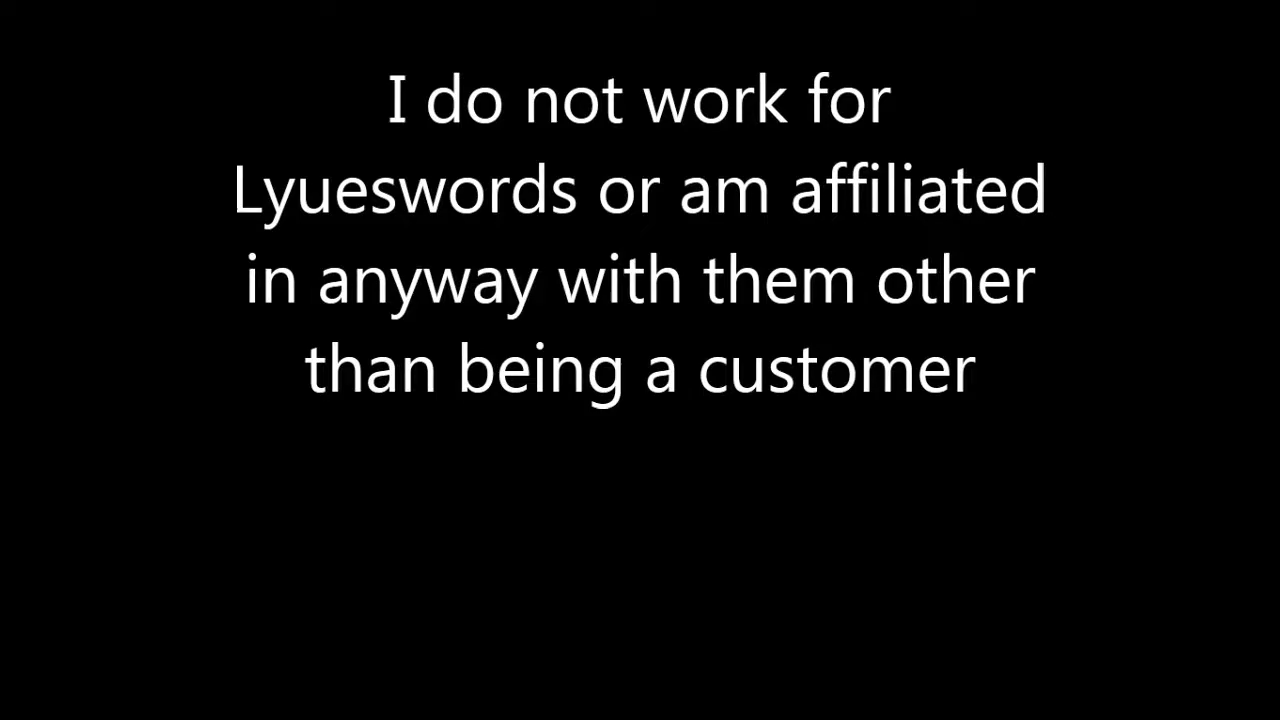 I do not work for
Lyueswords or am affiliated
in anyway with them other
than being a customer